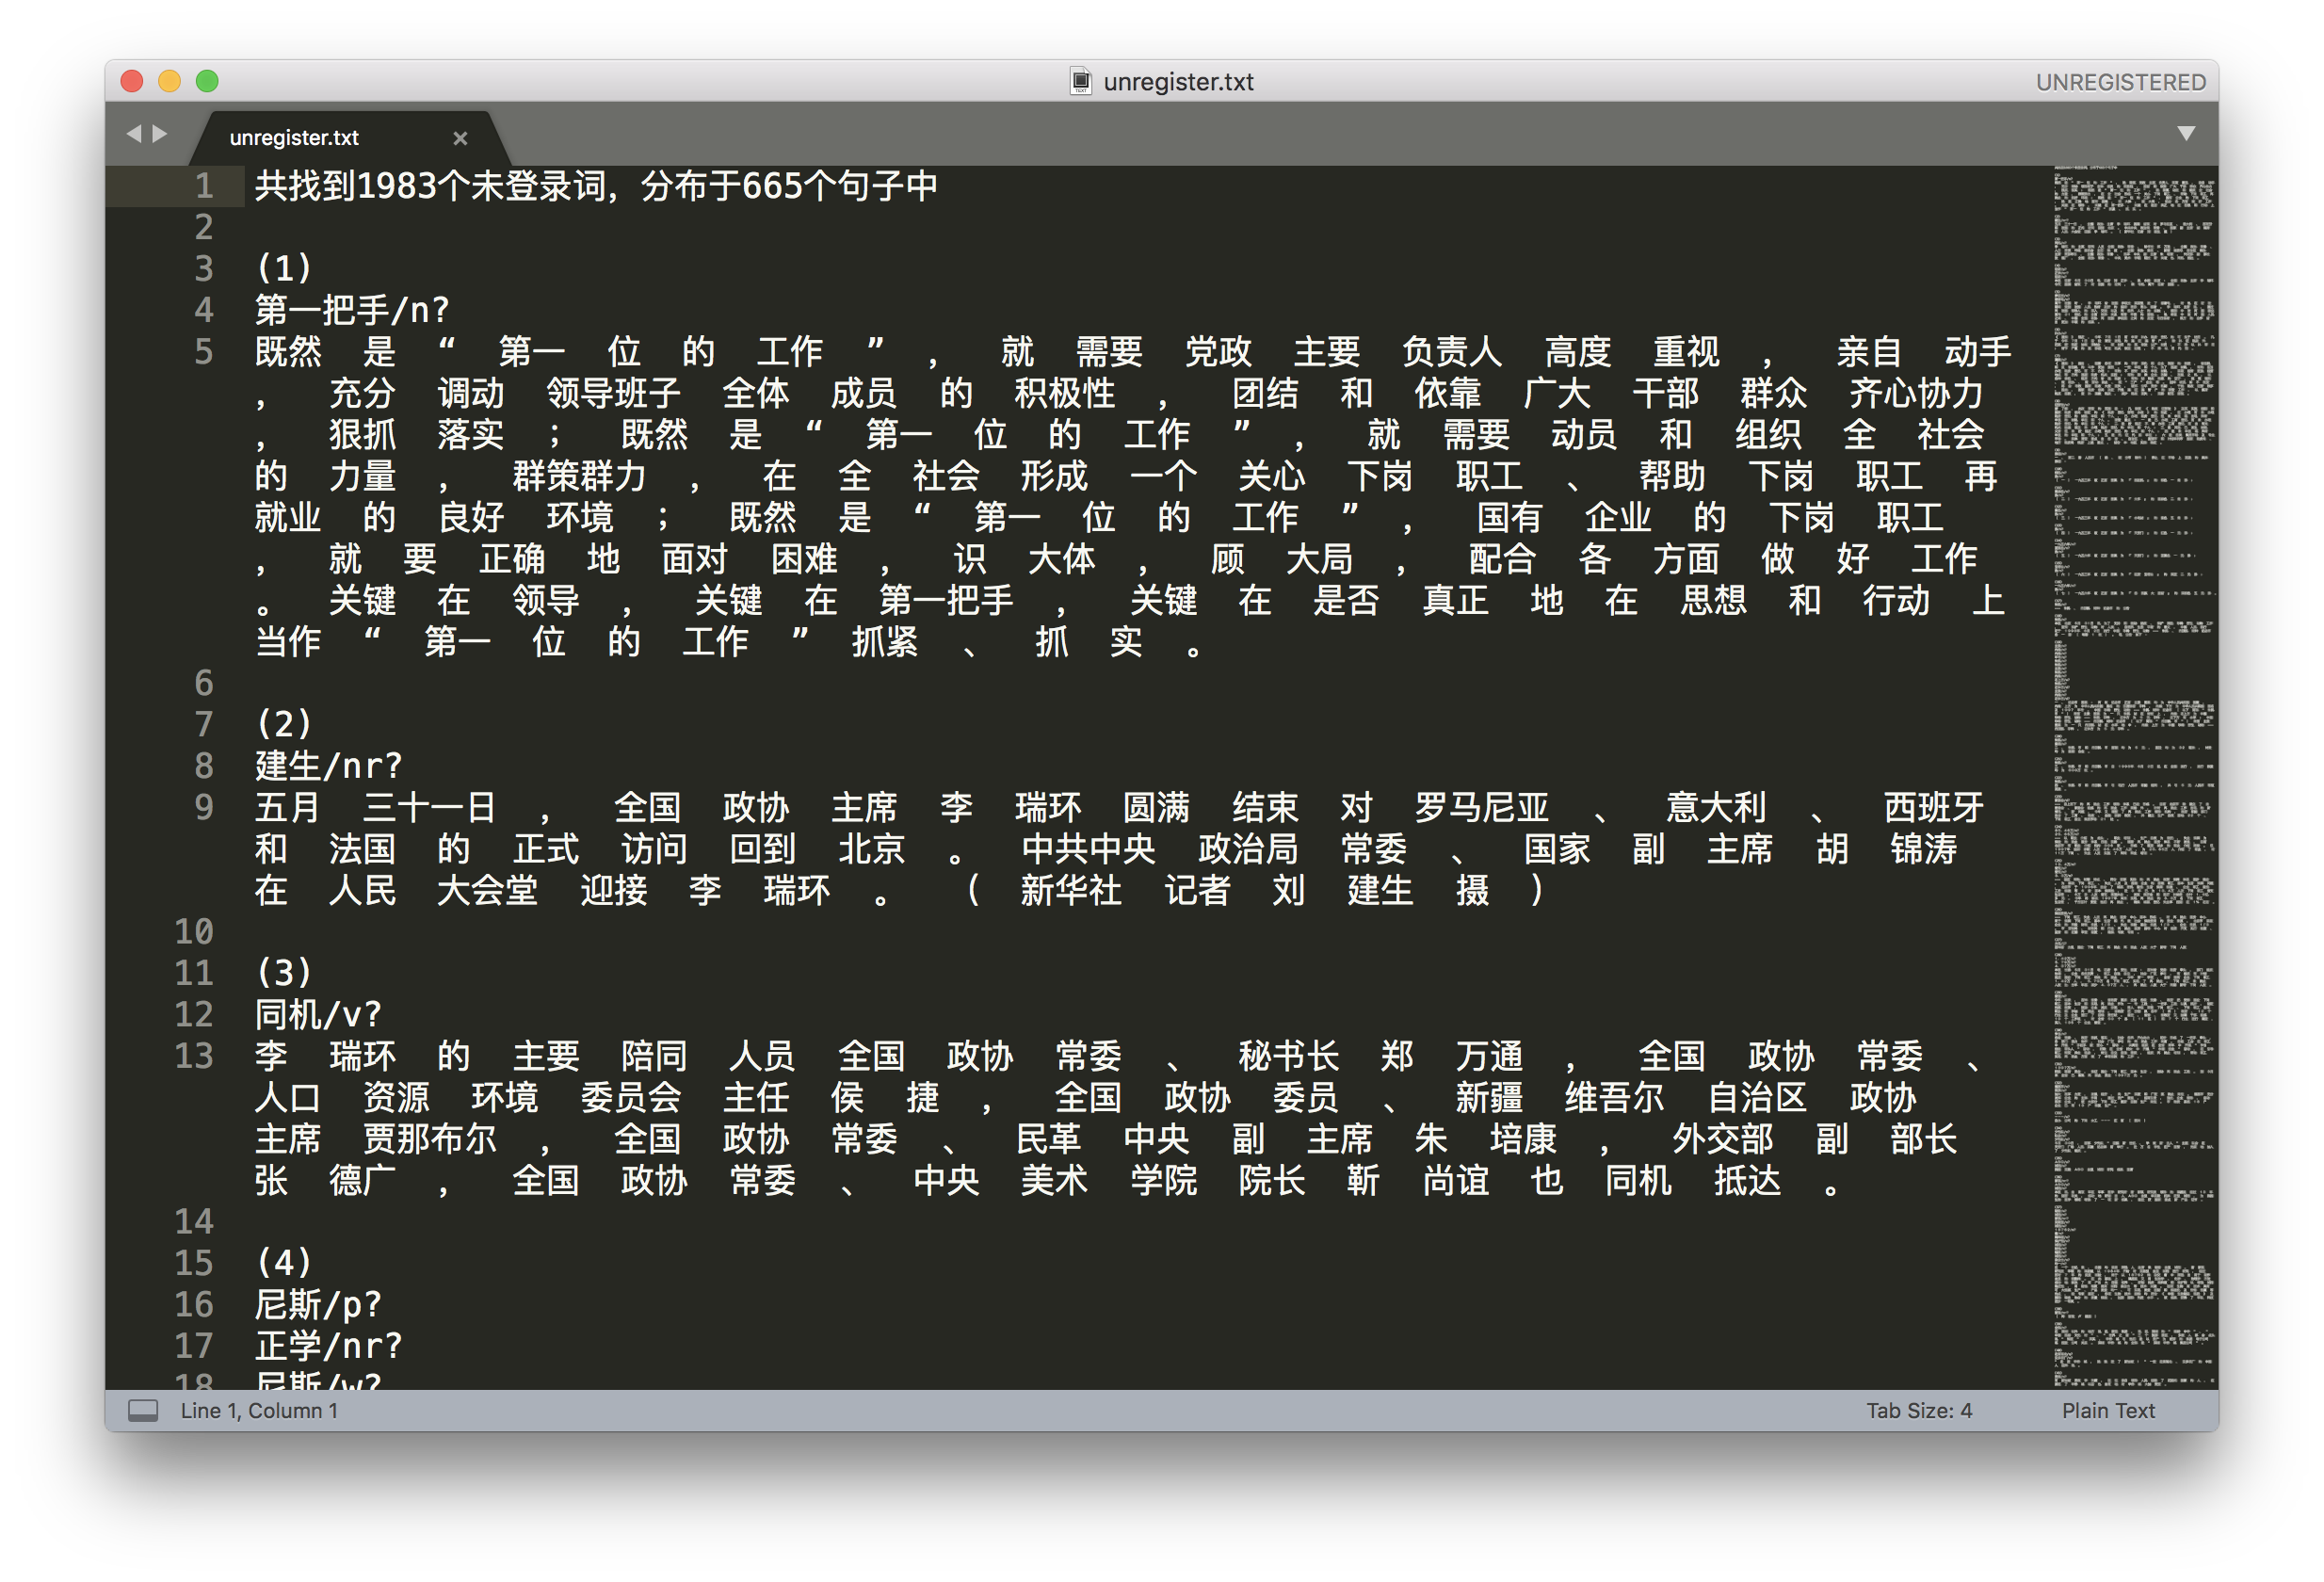 unregister.txt
UNREGISTERED
unregister.txt
1 共找到1983个未登录词，分布于665个句子中
2
3 (1)
4 第一把手/n?
5 既然 是 “ 第一 位 的 工作 ” ， 就 需要 党政 主要 负责人 高度 重视 ， 亲自 动手
， 充分 调动 领导班子 全体 成员 的 积极性 ， 团结 和 依靠 广大 干部 群众 齐心协力
， 狠抓 落实 ； 既然 是 “ 第一 位 的 工作 ” ， 就 需要 动员 和 组织 全 社会
的 力量 ， 群策群力 ， 在 全 社会 形成 一个 关心 下岗 职工 、 帮助 下岗 职工 再
就业 的 良好 环境 ； 既然 是 “ 第一 位 的 工作 ” ， 国有 企业 的 下岗 职工
， 就 要 正确 地 面对 困难 ， 识 大体 ， 顾 大局 ， 配合 各 方面 做 好 工作
。 关键 在 领导 ， 关键 在 第一把手 ， 关键 在 是否 真正 地 在 思想 和 行动 上
当作 “ 第一 位 的 工作 ” 抓紧 、 抓 实 。
6
7 (2)
8 建生/nr?
9 五月 三十一日 ， 全国 政协 主席 李 瑞环 圆满 结束 对 罗马尼亚 、 意大利 、 西班牙
和 法国 的 正式 访问 回到 北京 。 中共中央 政治局 常委 、 国家 副 主席 胡 锦涛
在 人民 大会堂 迎接 李 瑞环 。 （ 新华社 记者 刘 建生 摄 ）
10
11 (3)
12 同机/v?
13 李 瑞环 的 主要 陪同 人员 全国 政协 常委 、 秘书长 郑 万通 ， 全国 政协 常委 、
人口 资源 环境 委员会 主任 侯 捷 ， 全国 政协 委员 、 新疆 维吾尔 自治区 政协
主席 贾那布尔 ， 全国 政协 常委 、 民革 中央 副 主席 朱 培康 ， 外交部 副 部长
张 德广 ， 全国 政协 常委 、 中央 美术 学院 院长 靳 尚谊 也 同机 抵达 。
14
15 (4)
16 尼斯/p?
17 正学/nr?
18 尼斯/w?
Line 1, Column 1
Tab Size: 4
Plain Text